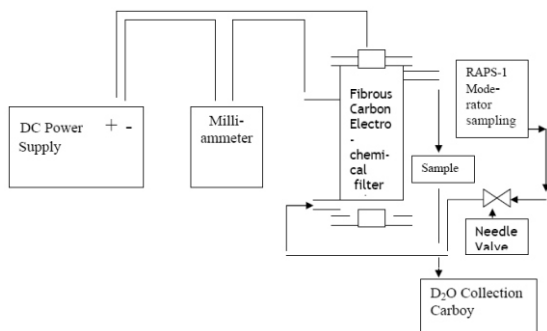 DC Power + -
Supply
Milli-
ammeter
Fibrous
Carbon
Electro
-
chemi-
cal
filter
RAPS-1
Mode-
rator
sampling
Sample
Needle
Valve
D₂O Collection
Carboy